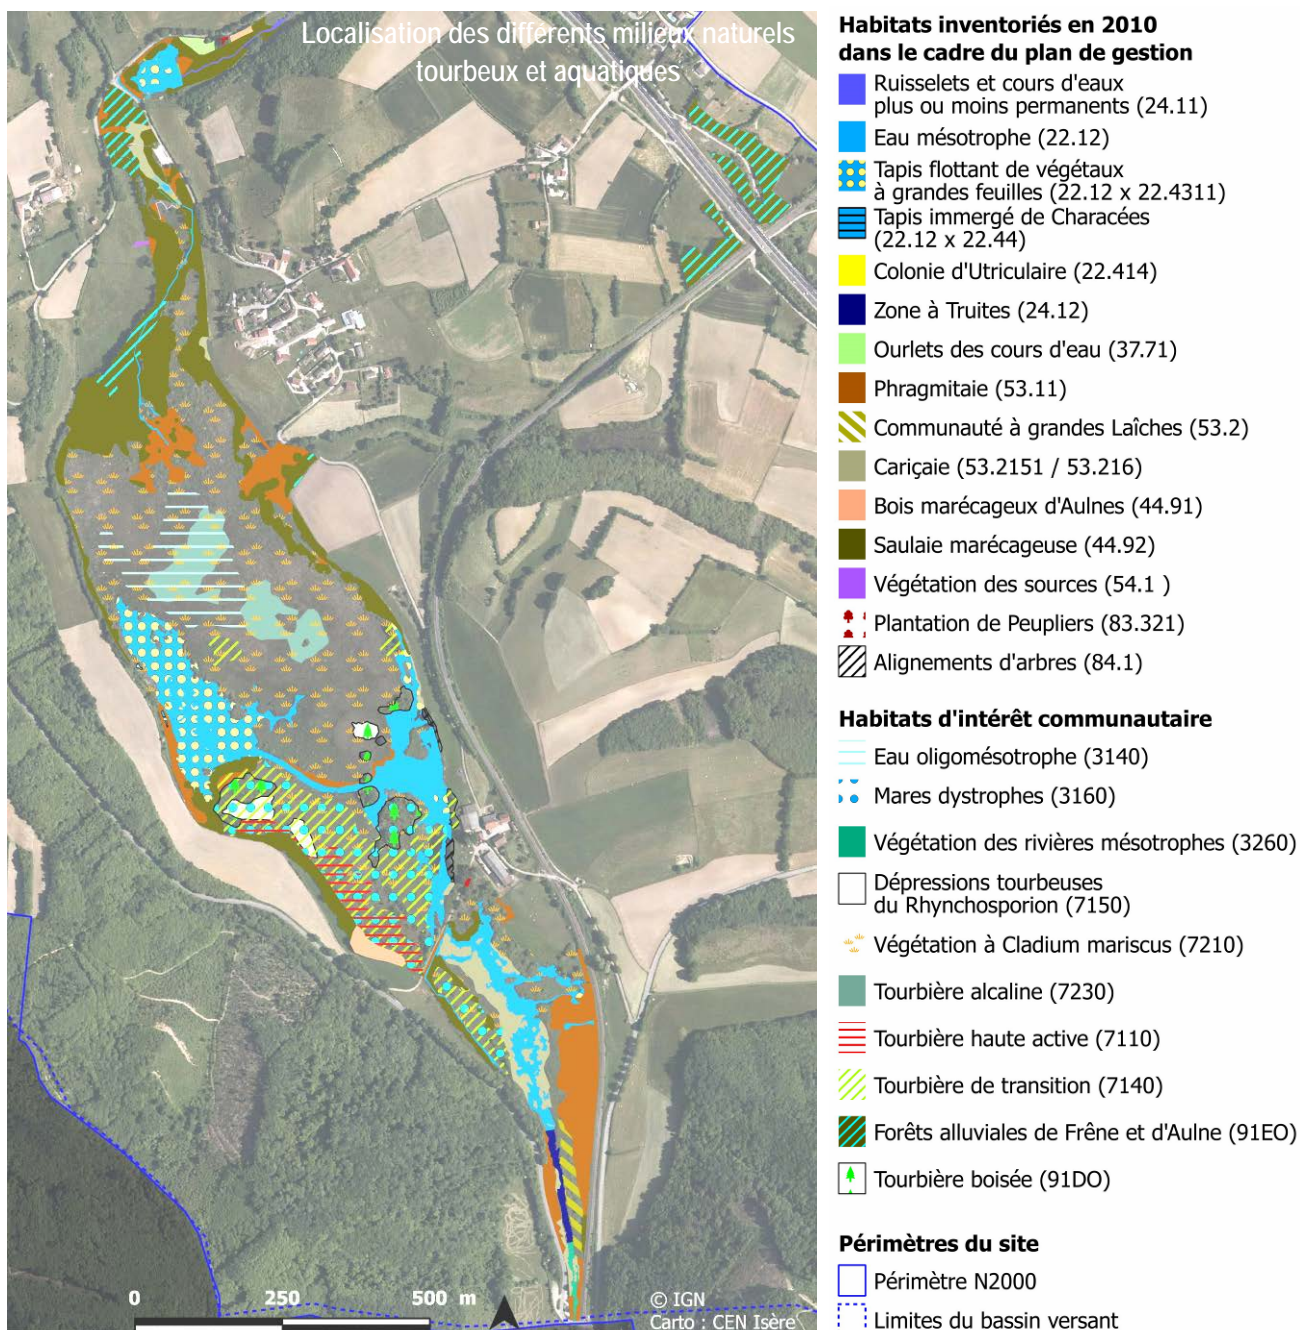 Localisation des différents milieux naturels
tourbeux et aquatiques
0
250
500 m
© IGN
Carto : CEN Isère
Habitats inventoriés en 2010
dans le cadre du plan de gestion
Ruisselets et cours d'eaux
plus ou moins permanents (24.11)
Eau mésotrophe (22.12)
Tapis flottant de végétaux
à grandes feuilles (22.12 x 22.4311)
Tapis immergé de Characées
(22.12 x 22.44)
Colonie d'Utriculaire (22.414)
Zone à Truites (24.12)
Ourlets des cours d'eau (37.71)
Phragmitaie (53.11)
Communauté à grandes Laîches (53.2)
Cariçaie (53.2151 / 53.216)
Bois marécageux d'Aulnes (44.91)
Saulaie marécageuse (44.92)
Végétation des sources (54.1 )
Plantation de Peupliers (83.321)
Alignements d'arbres (84.1)
Habitats d'intérêt communautaire
Eau oligomésotrophe (3140)
Mares dystrophes (3160)
Végétation des rivières mésotrophes (3260)
Dépressions tourbeuses
du Rhynchosporion (7150)
Végétation à Cladium mariscus (7210)
Tourbière alcaline (7230)
Tourbière haute active (7110)
Tourbière de transition (7140)
Forêts alluviales de Frêne et d'Aulne (91EO)
Tourbière boisée (91DO)
Périmètres du site
Périmètre N2000
Limites du bassin versant